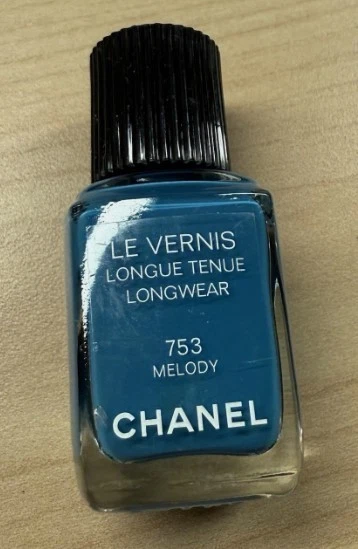 LE VERNIS
LONGUE TENUE
LONGWEAR
753
MELODY
CHANEL